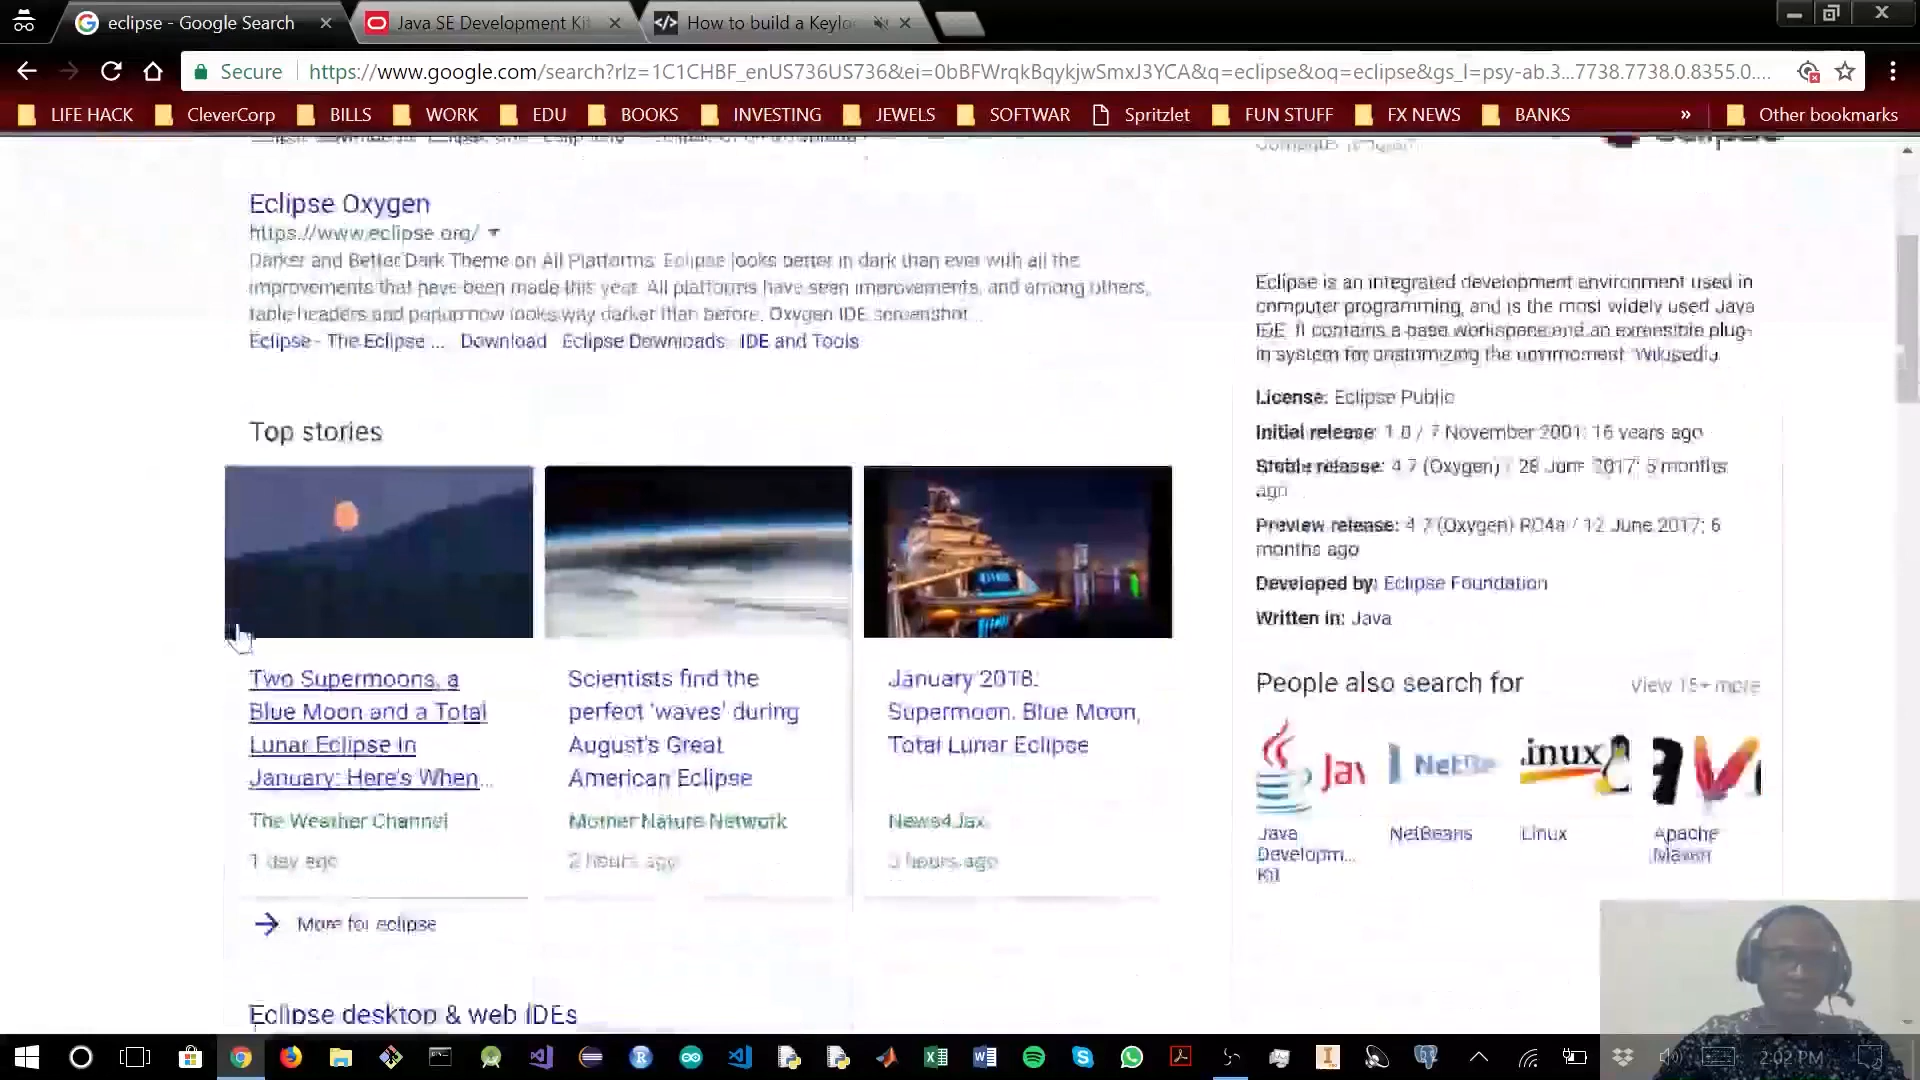 eclipse - Google Search
Java SE Development Kit
How to build a Keylo
Secure
https://www.google.com/search?rlz=1C1CHBF_enUS736US736&ei=0bBFWrqkBqykjwSmxJ3YCA&q=eclipse&oq=eclipse&gs_l=psy-ab.3...7738.7738.0.8355.0....
LIFE HACK
CleverCorp
BILLS
WORK
EDU
BOOKS
INVESTING
JEWELS
SOFTWAR
Spritzlet
FUN STUFF
FX NEWS
BANKS
»
Other bookmarks
Eclipse Oxygen
https://www.eclipse.org/
Darker and Better Dark Theme on All Platforms. Eclipse looks better in dark than ever with all the
improvements that have been made this year. All platforms have seen improvements, and among others,
table headers and popup now looks way darker than before. Oxygen IDE screenshot...
Eclipse - The Eclipse ...
Download
Eclipse Downloads
IDE and Tools
Top stories
Two Supermoons, a
Blue Moon and a Total
Lunar Eclipse in
January: Here's When...
The Weather Channel
1 day ago
Scientists find the
perfect 'waves' during
August's Great
American Eclipse
Mother Nature Network
2 hours ago
January 2018:
Supermoon, Blue Moon,
Total Lunar Eclipse
News4Jax
3 hours ago
More for eclipse
Eclipse desktop & web IDEs
Eclipse is an integrated development environment used in
computer programming, and is the most widely used Java
IDE. It contains a base workspace and an extensible plug-
in system for customizing the environment. Wikipedia
License: Eclipse Public
Initial release: 1.0 / 7 November 2001; 16 years ago
Stable release: 4.7 (Oxygen) / 28 June 2017; 6 months
ago
Preview release: 4.7 (Oxygen) RC4a / 12 June 2017; 6
months ago
Developed by: Eclipse Foundation
Written in: Java
People also search for
View 15+ more
Java
Developm...
Kit
NetBeans
Linux
Apache
Maven
2:02 PM